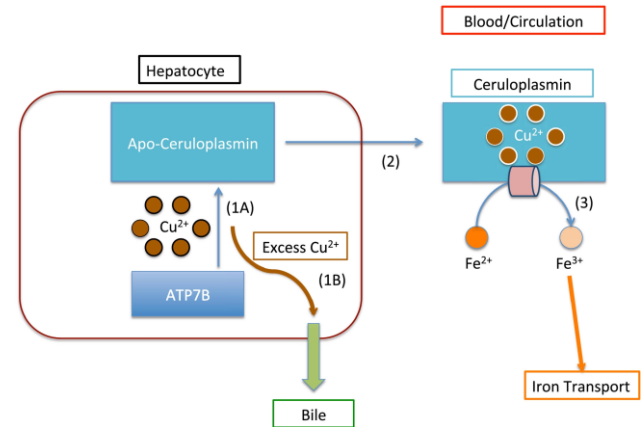 Blood/Circulation
Hepatocyte
Ceruloplasmin
Apo-Ceruloplasmin
Cu²⁺
(2)
(1A)
Cu²⁺
(3)
Excess Cu²⁺
(1B)
Fe²⁺
Fe³⁺
ATP7B
Iron Transport
Bile